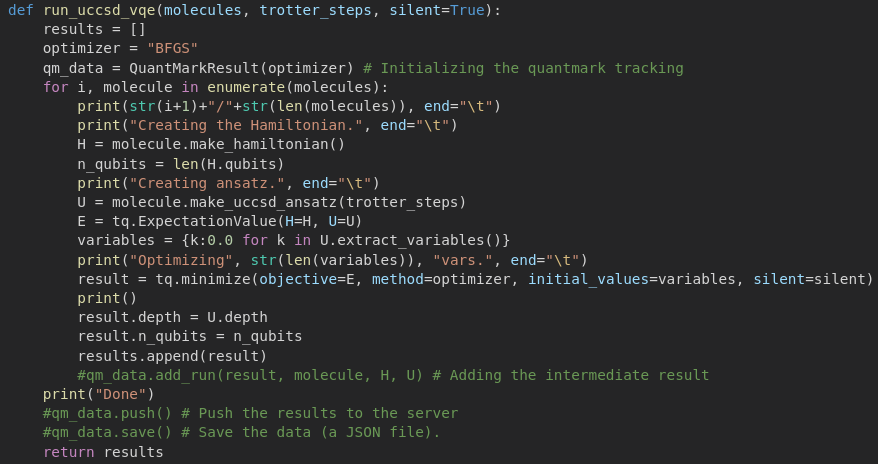 def run_uccsd_vqe(molecules, trotter_steps, silent=True):
    results = []
    optimizer = "BFGS"
    qm_data = QuantMarkResult(optimizer) # Initializing the quantmark tracking
    for i, molecule in enumerate(molecules):
        print(str(i+1)+"/"+str(len(molecules)), end="\t")
        print("Creating the Hamiltonian.", end="\t")
        H = molecule.make_hamiltonian()
        n_qubits = len(H.qubits)
        print("Creating ansatz.", end="\t")
        U = molecule.make_uccsd_ansatz(trotter_steps)
        E = tq.ExpectationValue(H=H, U=U)
        variables = {k:0.0 for k in U.extract_variables()}
        print("Optimizing", str(len(variables)), "vars.", end="\t")
        result = tq.minimize(objective=E, method=optimizer, initial_values=variables, silent=silent)
        print()
        result.depth = U.depth
        result.n_qubits = n_qubits
        results.append(result)
        #qm_data.add_run(result, molecule, H, U) # Adding the intermediate result
    print("Done")
    #qm_data.push() # Push the results to the server
    #qm_data.save() # Save the data (a JSON file).
    return results